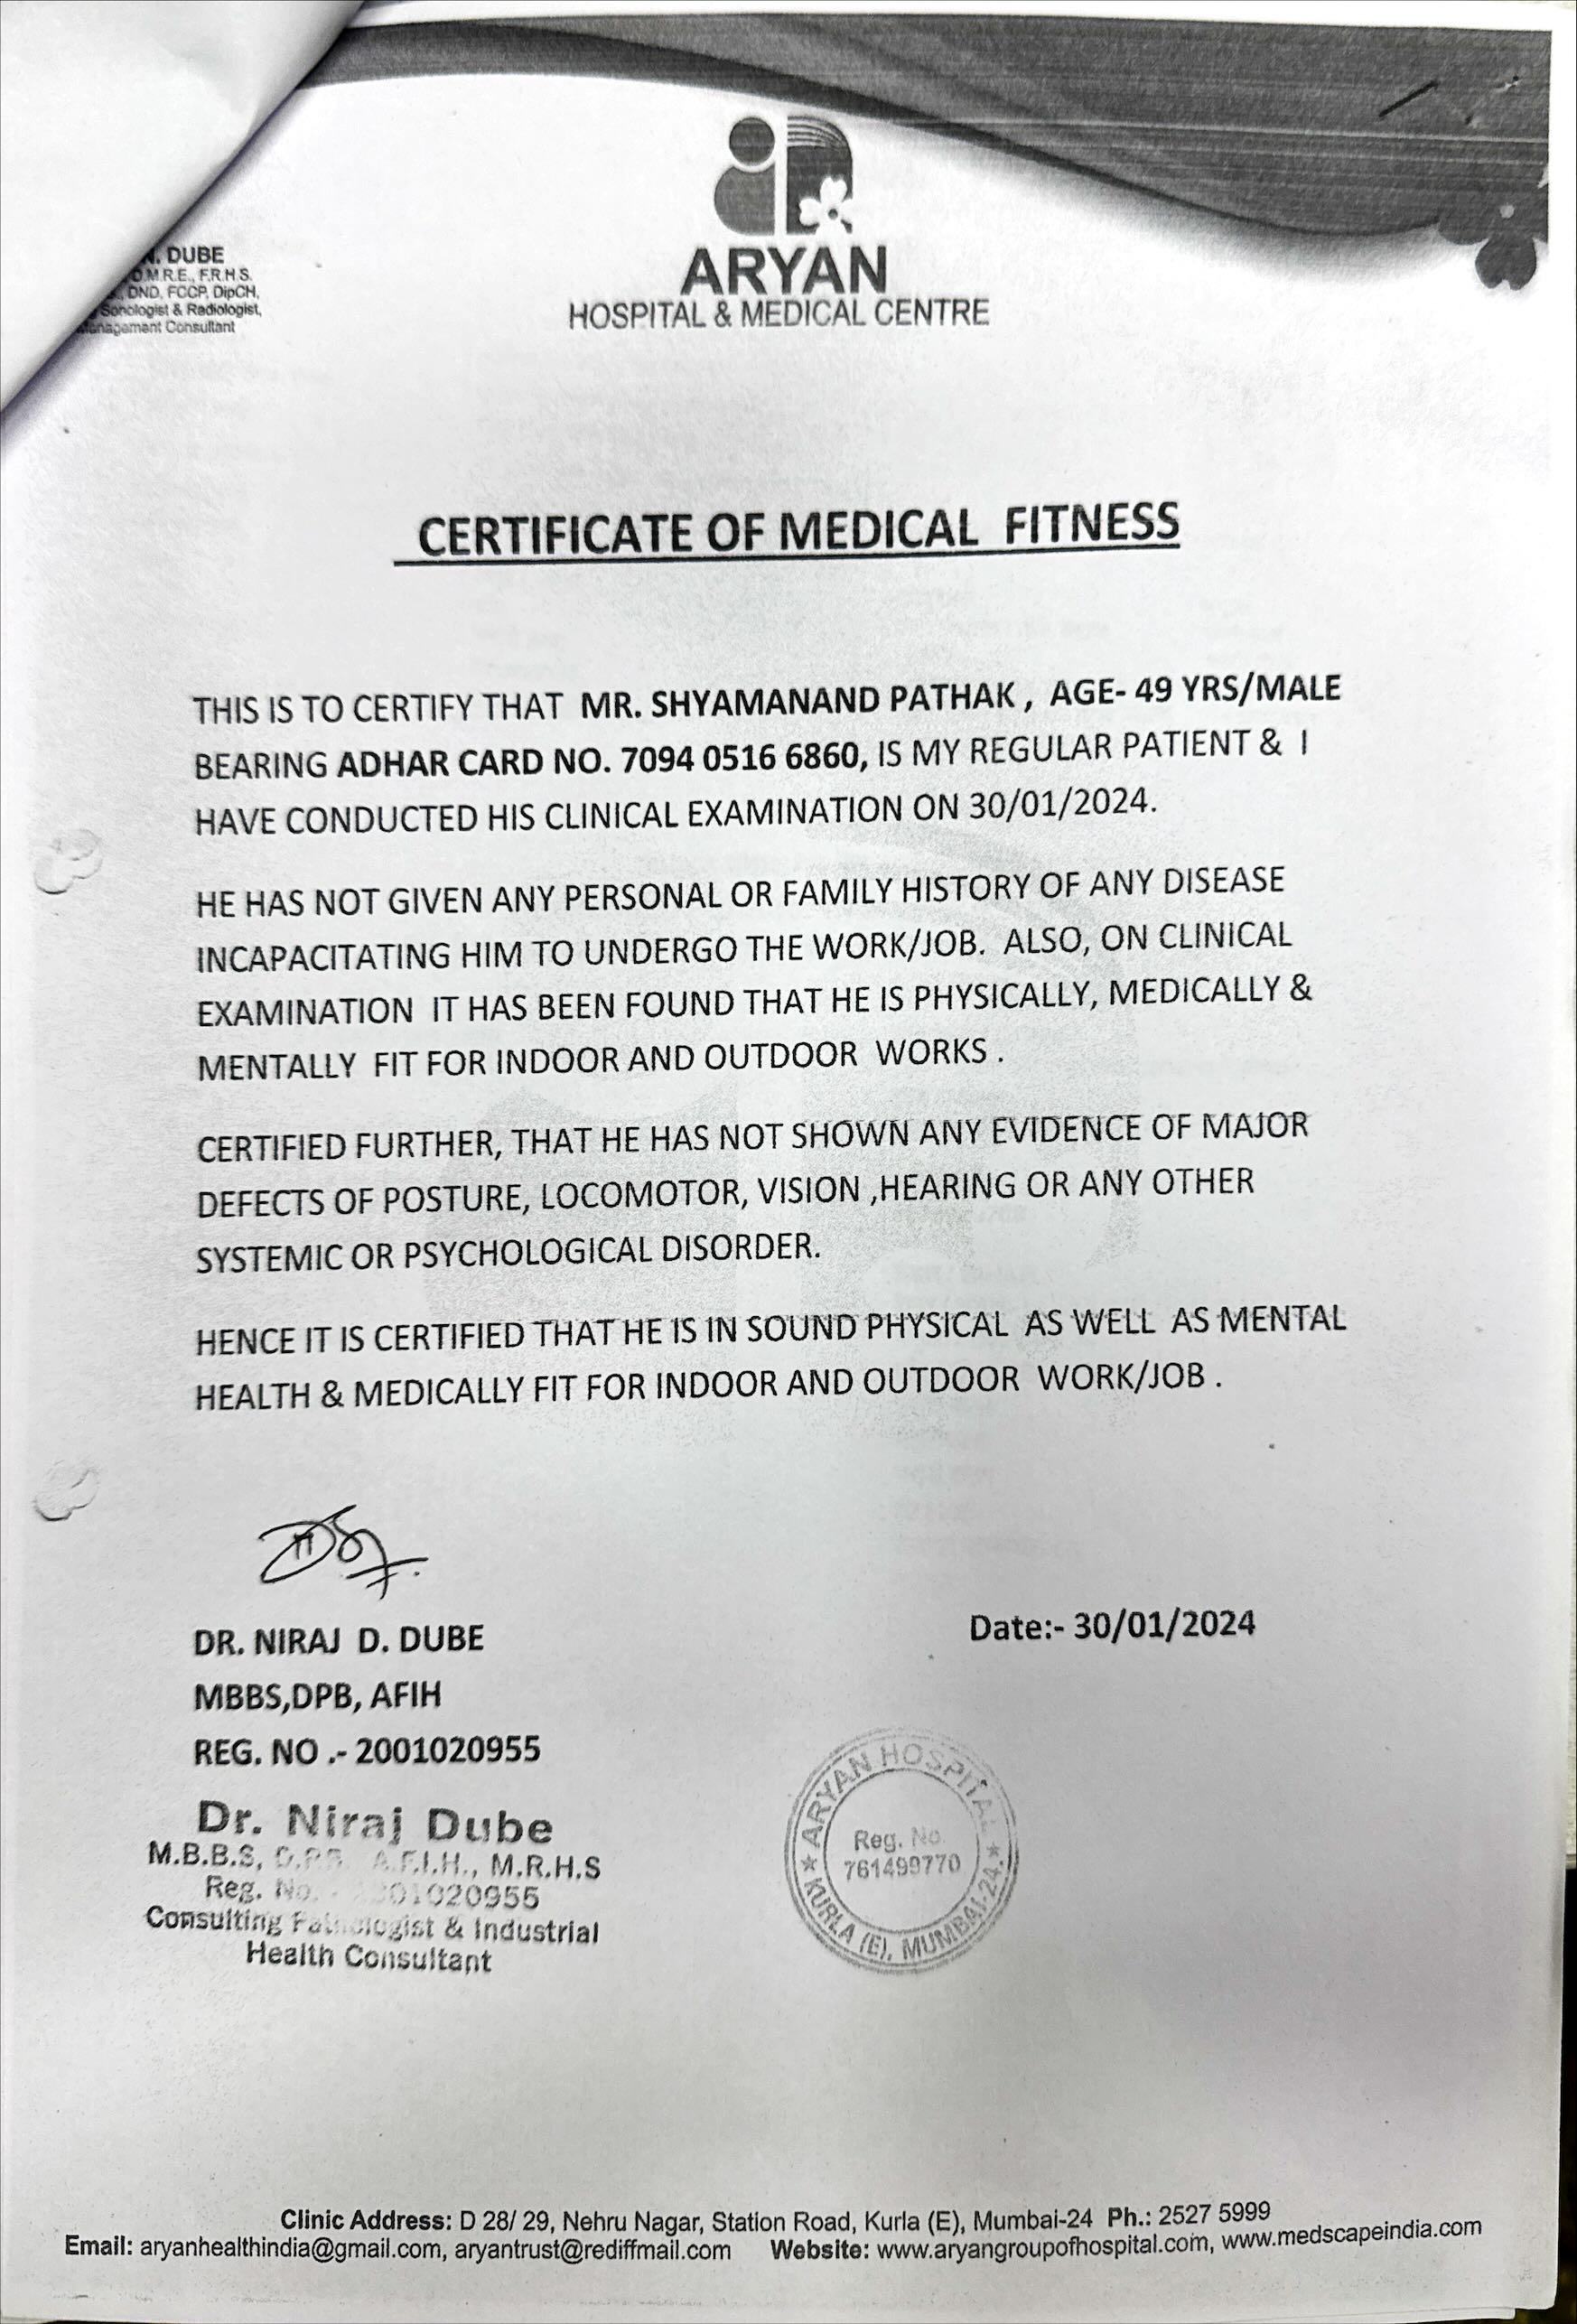 DUBE
D.M.R.E., F.R.H.S.
DND, FCCP, DipCH,
Sonologist & Radiologist,
Consultant
ARYAN
HOSPITAL & MEDICAL CENTRE
CERTIFICATE OF MEDICAL FITNESS
THIS IS TO CERTIFY THAT MR. SHYAMANAND PATHAK , AGE- 49 YRS/MALE
BEARING ADHAR CARD NO. 7094 0516 6860, IS MY REGULAR PATIENT & I
HAVE CONDUCTED HIS CLINICAL EXAMINATION ON 30/01/2024.
HE HAS NOT GIVEN ANY PERSONAL OR FAMILY HISTORY OF ANY DISEASE
INCAPACITATING HIM TO UNDERGO THE WORK/JOB. ALSO, ON CLINICAL
EXAMINATION IT HAS BEEN FOUND THAT HE IS PHYSICALLY, MEDICALLY &
MENTALLY FIT FOR INDOOR AND OUTDOOR WORKS .
CERTIFIED FURTHER, THAT HE HAS NOT SHOWN ANY EVIDENCE OF MAJOR
DEFECTS OF POSTURE, LOCOMOTOR, VISION ,HEARING OR ANY OTHER
SYSTEMIC OR PSYCHOLOGICAL DISORDER.
HENCE IT IS CERTIFIED THAT HE IS IN SOUND PHYSICAL AS WELL AS MENTAL
HEALTH & MEDICALLY FIT FOR INDOOR AND OUTDOOR WORK/JOB .
DR. NIRAJ D. DUBE
Date:- 30/01/2024
MBBS,DPB, AFIH
REG. NO .- 2001020955
Dr. Niraj Dube
M.B.B.S, D.P.B. A.F.I.H., M.R.H.S
Reg. No. 2001020955
Consulting Pathologist & Industrial
Health Consultant
ARYAN HOSPITAL
Reg. No.
761499770
KURLA (E), MUMBAI-24.
Clinic Address: D 28/ 29, Nehru Nagar, Station Road, Kurla (E), Mumbai-24 Ph.: 2527 5999
Email: aryanhealthindia@gmail.com, aryantrust@rediffmail.com Website: www.aryangroupofhospital.com, www.medscapeindia.com